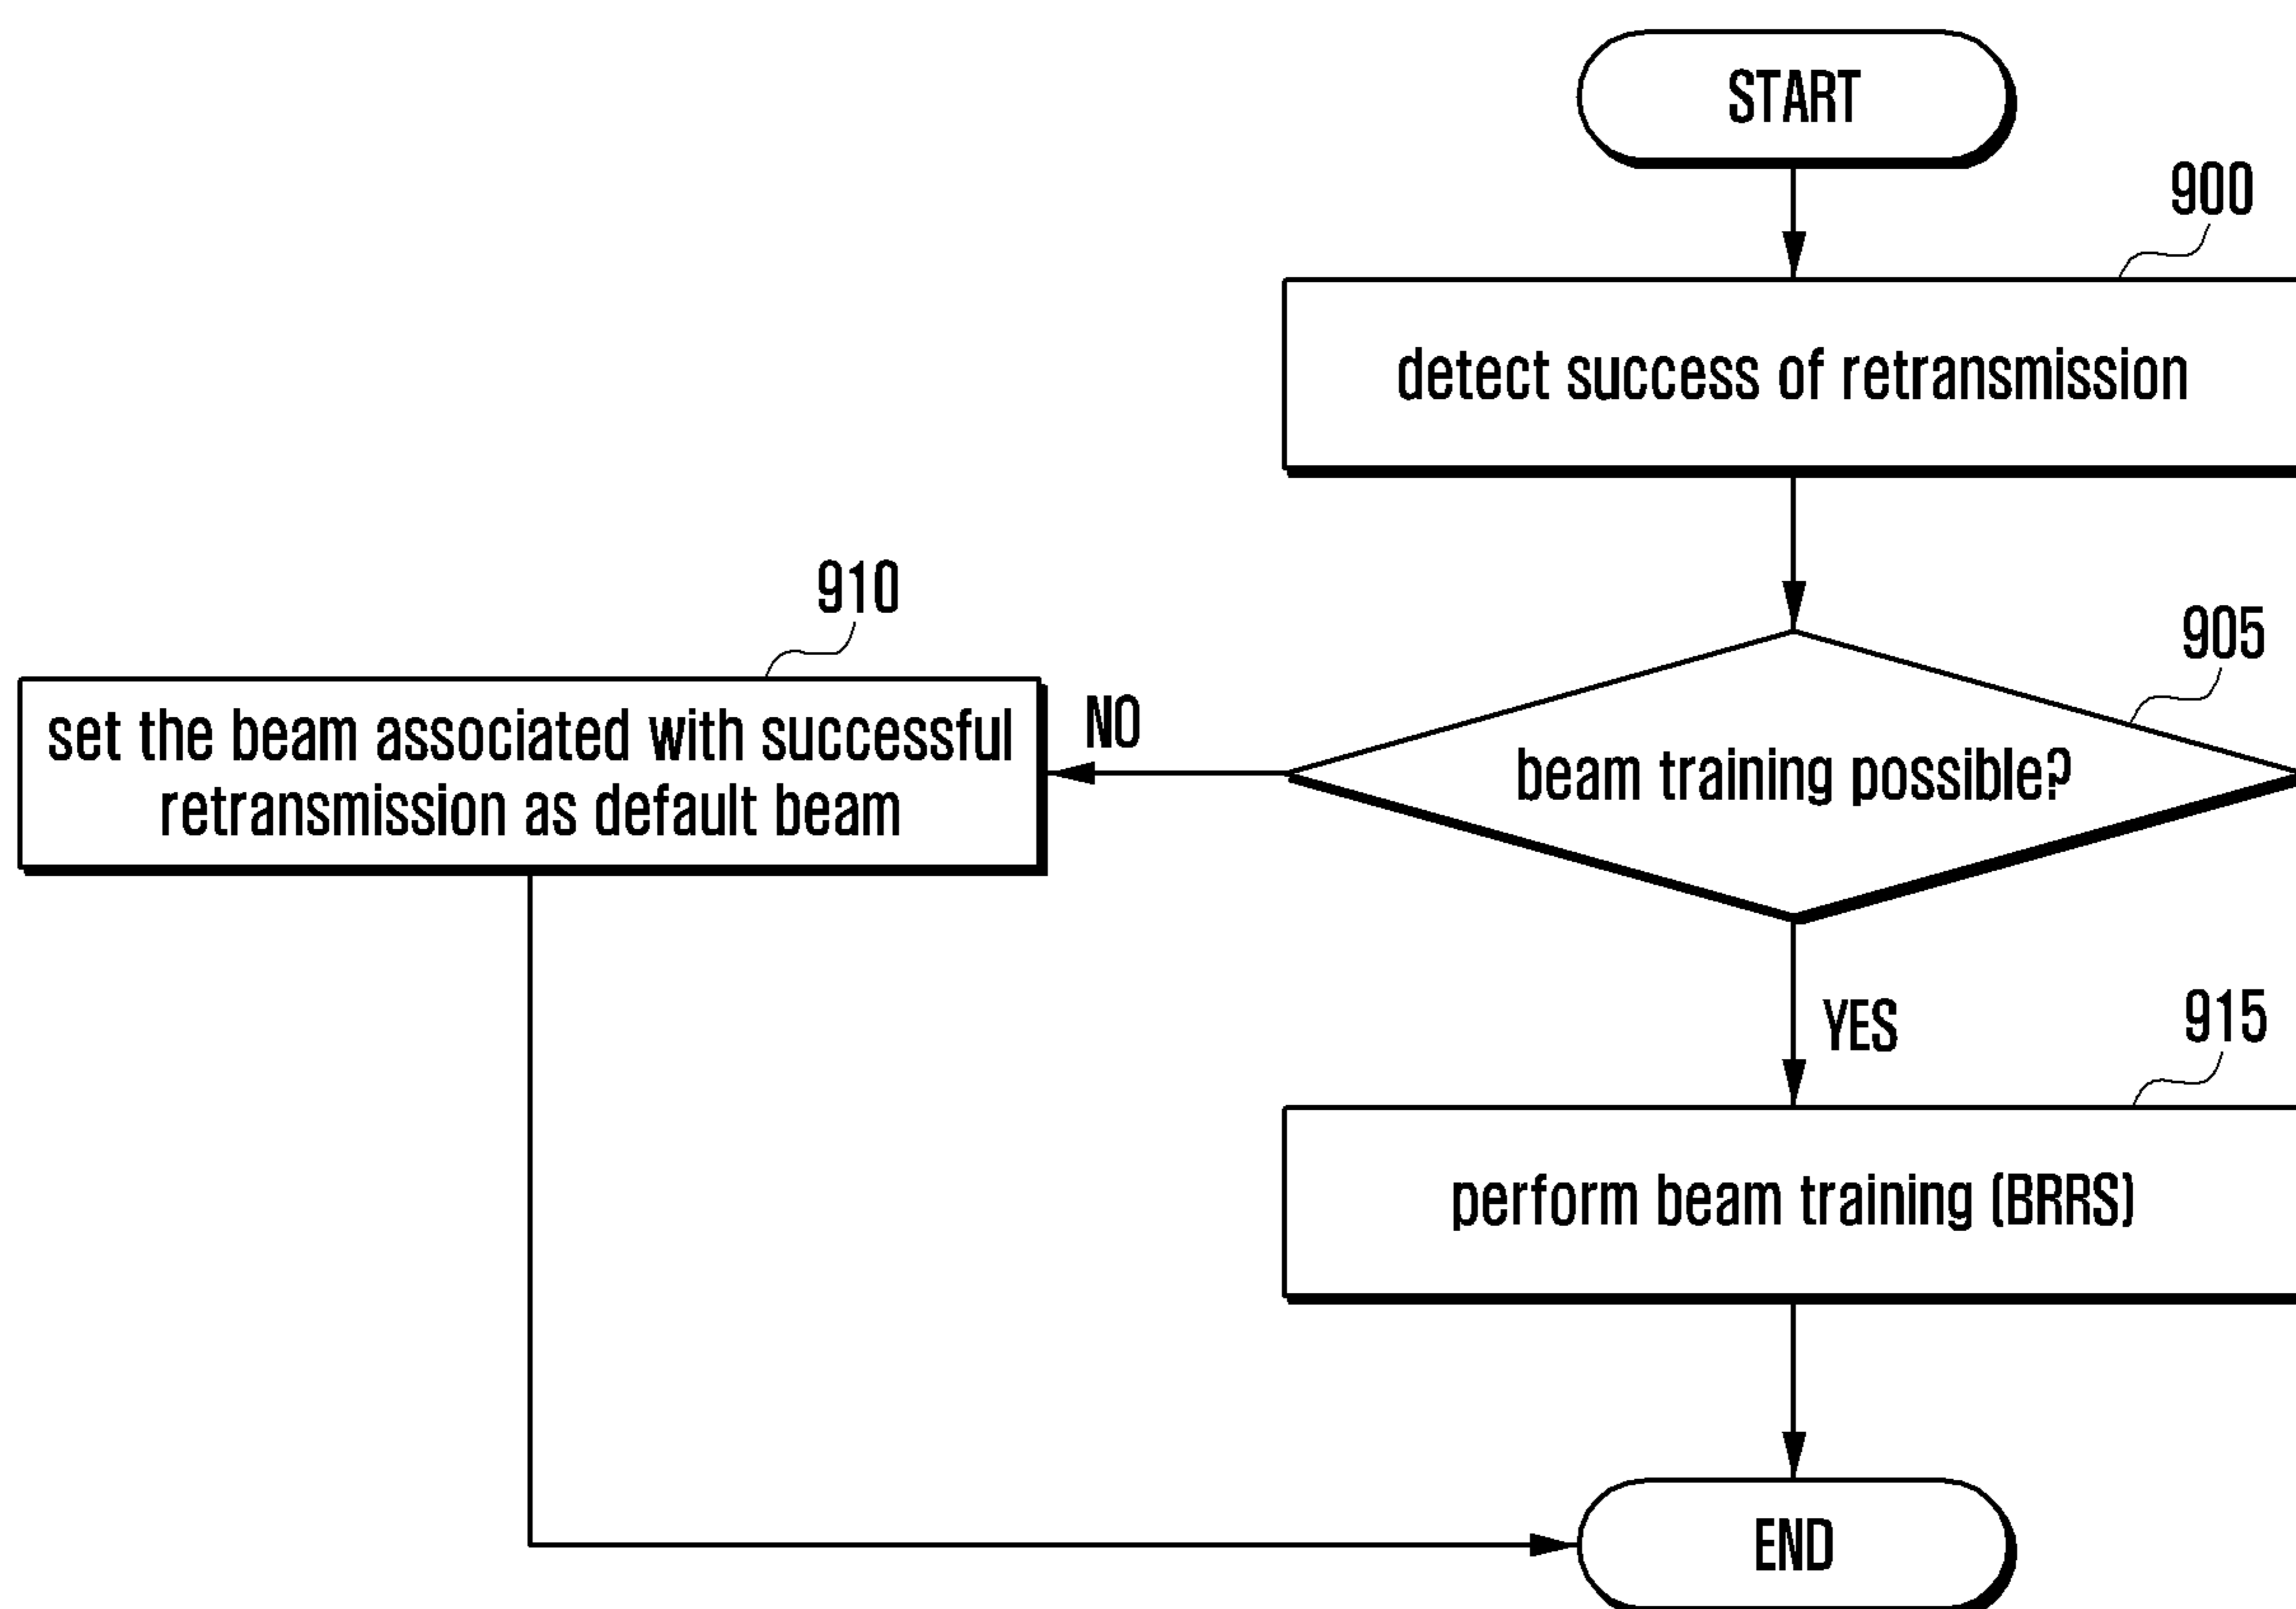 START
900
detect success of retransmission
910
905
set the beam associated with successful
retransmission as default beam
NO
beam training possible?
YES
915
perform beam training (BRRS)
END